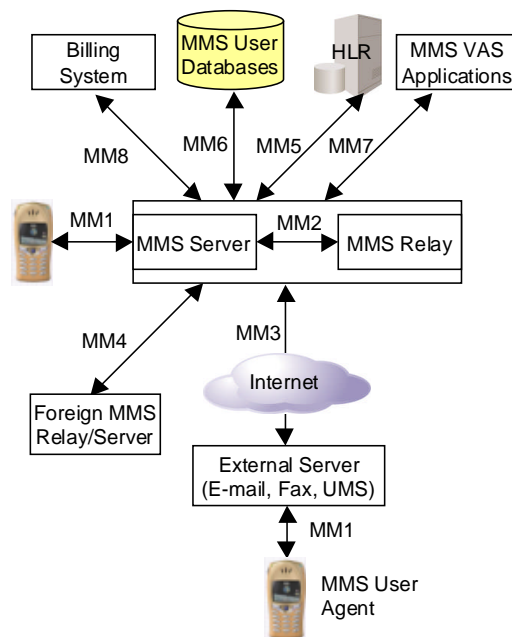 Billing
System
MMS User
Databases
HLR
MMS VAS
Applications
MM8
MM6
MM5
MM7
MM1
MMS Server
MM2
MMS Relay
MM4
MM3
Internet
Foreign MMS
Relay/Server
External Server
(E-mail, Fax, UMS)
MM1
MMS User
Agent